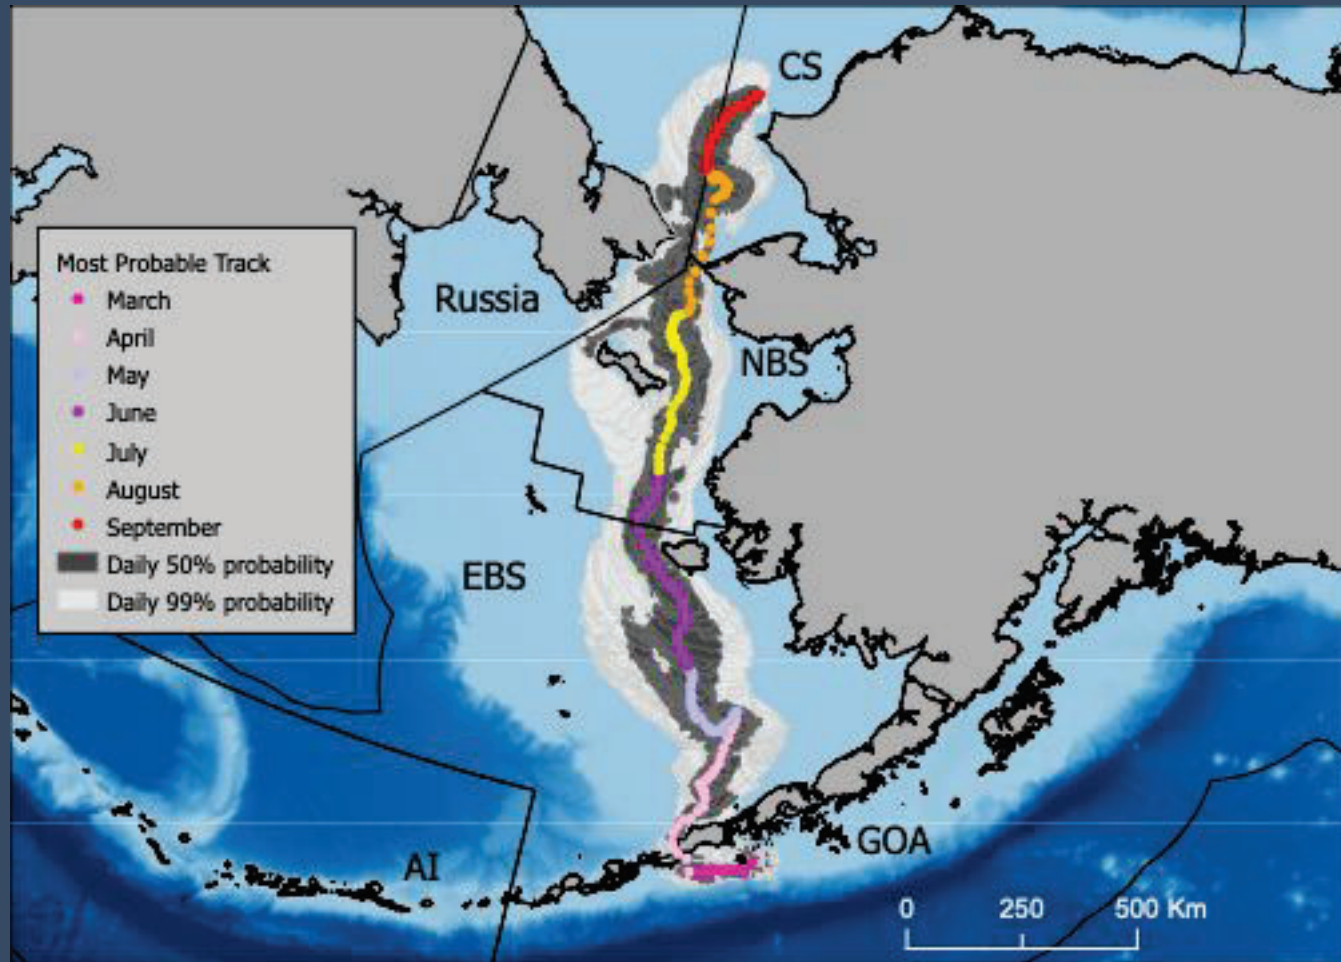 CS
Russia
NBS
Most Probable Track
March
April
May
June
July
August
September
Daily 50% probability
Daily 99% probability
EBS
AI
GOA
0 250 500 Km